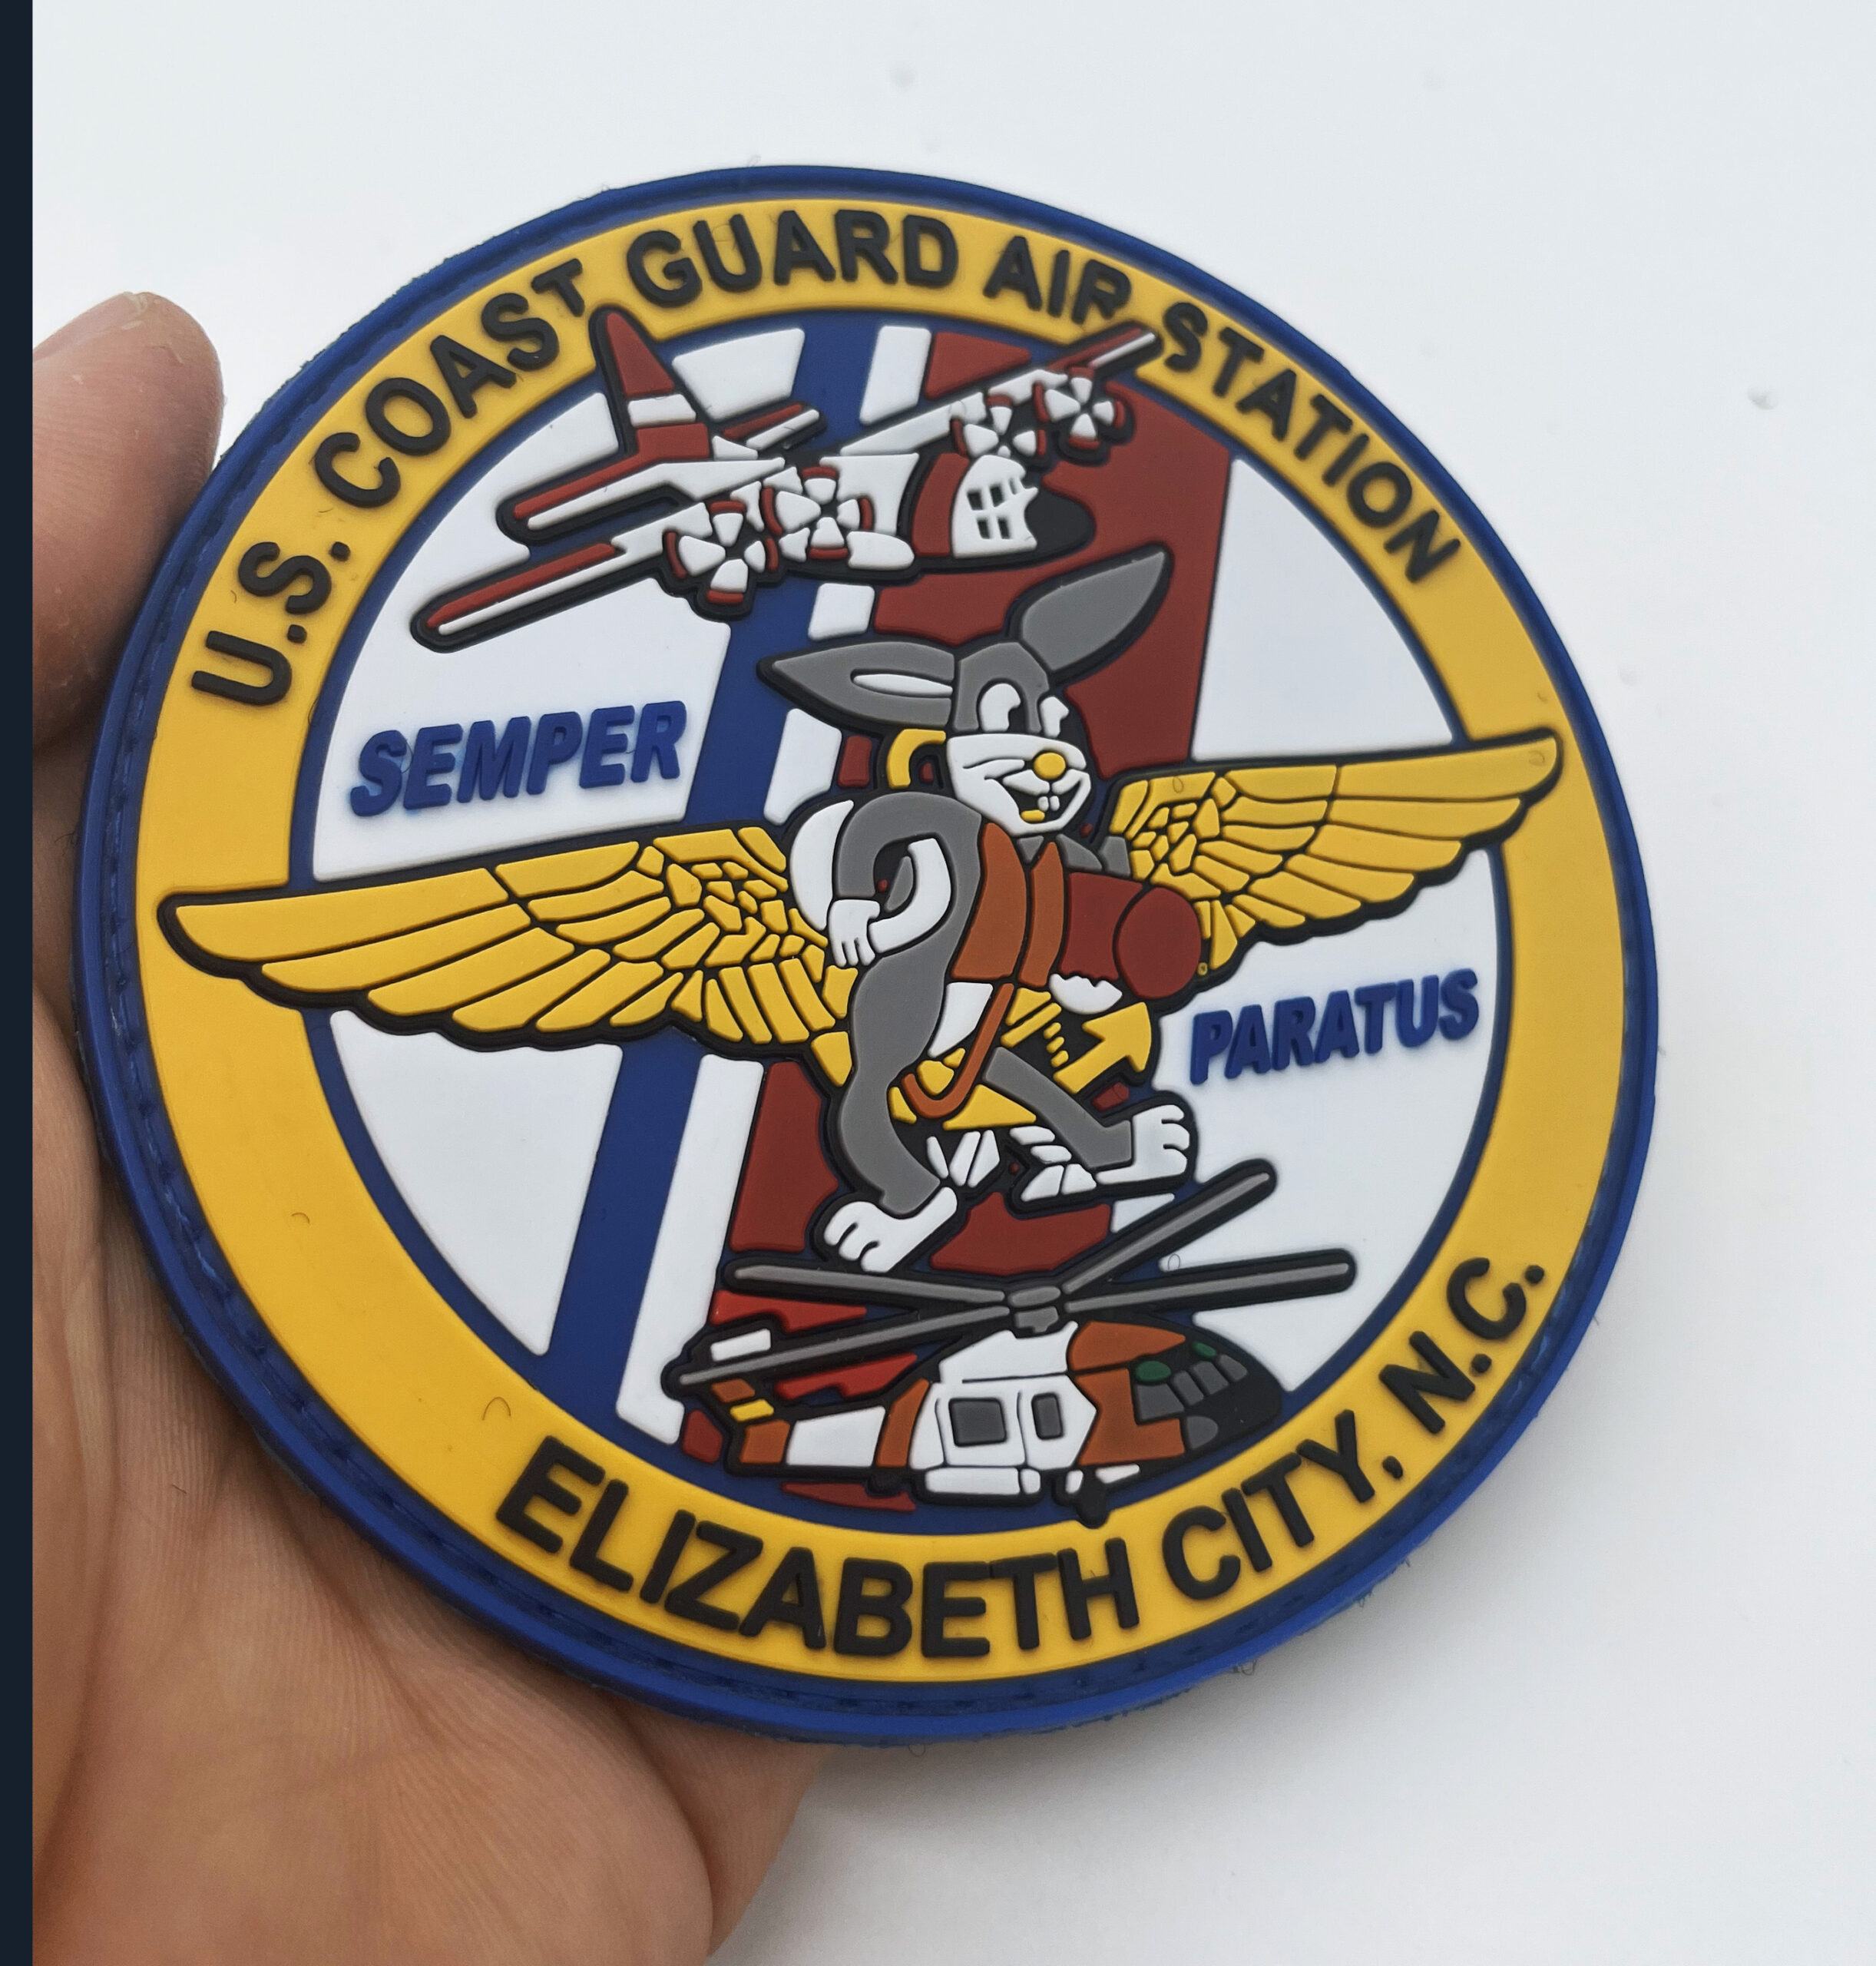 U.S. COAST GUARD AIR STATION
SEMPER
PARATUS
ELIZABETH CITY, N.C.